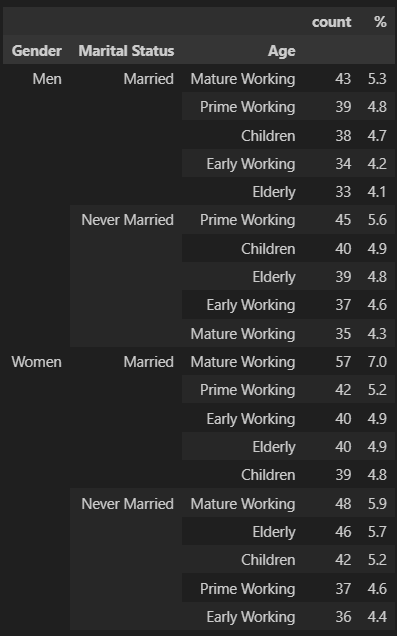 count %
Gender Marital Status Age
Men Married Mature Working 43 5.3
Prime Working 39 4.8
Children 38 4.7
Early Working 34 4.2
Elderly 33 4.1
Never Married Prime Working 45 5.6
Children 40 4.9
Elderly 39 4.8
Early Working 37 4.6
Mature Working 35 4.3
Women Married Mature Working 57 7.0
Prime Working 42 5.2
Early Working 40 4.9
Elderly 40 4.9
Children 39 4.8
Never Married Mature Working 48 5.9
Elderly 46 5.7
Children 42 5.2
Prime Working 37 4.6
Early Working 36 4.4